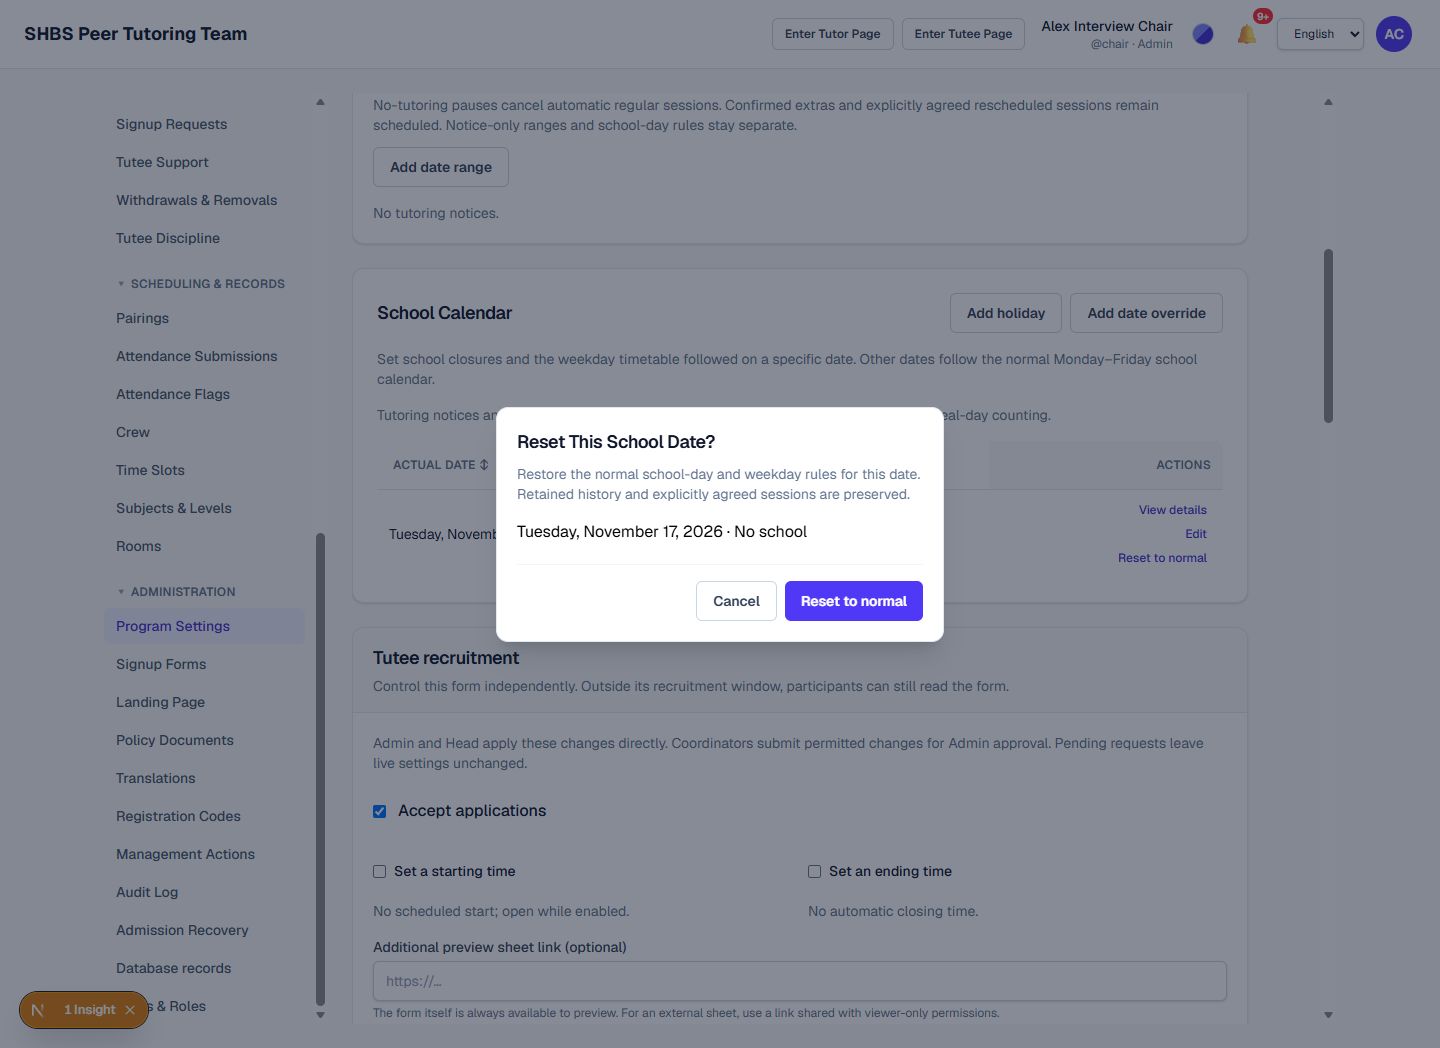 SHBS Peer Tutoring Team
Enter Tutor Page
Enter Tutee Page
Alex Interview Chair
@chair · Admin
9+
English
AC
Signup Requests
Tutee Support
Withdrawals & Removals
Tutee Discipline
SCHEDULING & RECORDS
Pairings
Attendance Submissions
Attendance Flags
Crew
Time Slots
Subjects & Levels
Rooms
ADMINISTRATION
Program Settings
Signup Forms
Landing Page
Policy Documents
Translations
Registration Codes
Management Actions
Audit Log
Admission Recovery
Database records
& Roles
1 Insight
No-tutoring pauses cancel automatic regular sessions. Confirmed extras and explicitly agreed rescheduled sessions remain
scheduled. Notice-only ranges and school-day rules stay separate.
Add date range
No tutoring notices.
School Calendar
Add holiday
Add date override
Set school closures and the weekday timetable followed on a specific date. Other dates follow the normal Monday–Friday school
calendar.
Tutoring notices
-day counting.
ACTUAL DATE
ACTIONS
Tuesday,
View details
Edit
Reset to normal
Reset This School Date?
Restore the normal school-day and weekday rules for this date.
Retained history and explicitly agreed sessions are preserved.
Tuesday, November 17, 2026 · No school
Cancel
Reset to normal
Tutee recruitment
Control this form independently. Outside its recruitment window, participants can still read the form.
Admin and Head apply these changes directly. Coordinators submit permitted changes for Admin approval. Pending requests leave
live settings unchanged.
Accept applications
Set a starting time
Set an ending time
No scheduled start; open while enabled.
No automatic closing time.
Additional preview sheet link (optional)
https://…
The form itself is always available to preview. For an external sheet, use a link shared with viewer-only permissions.